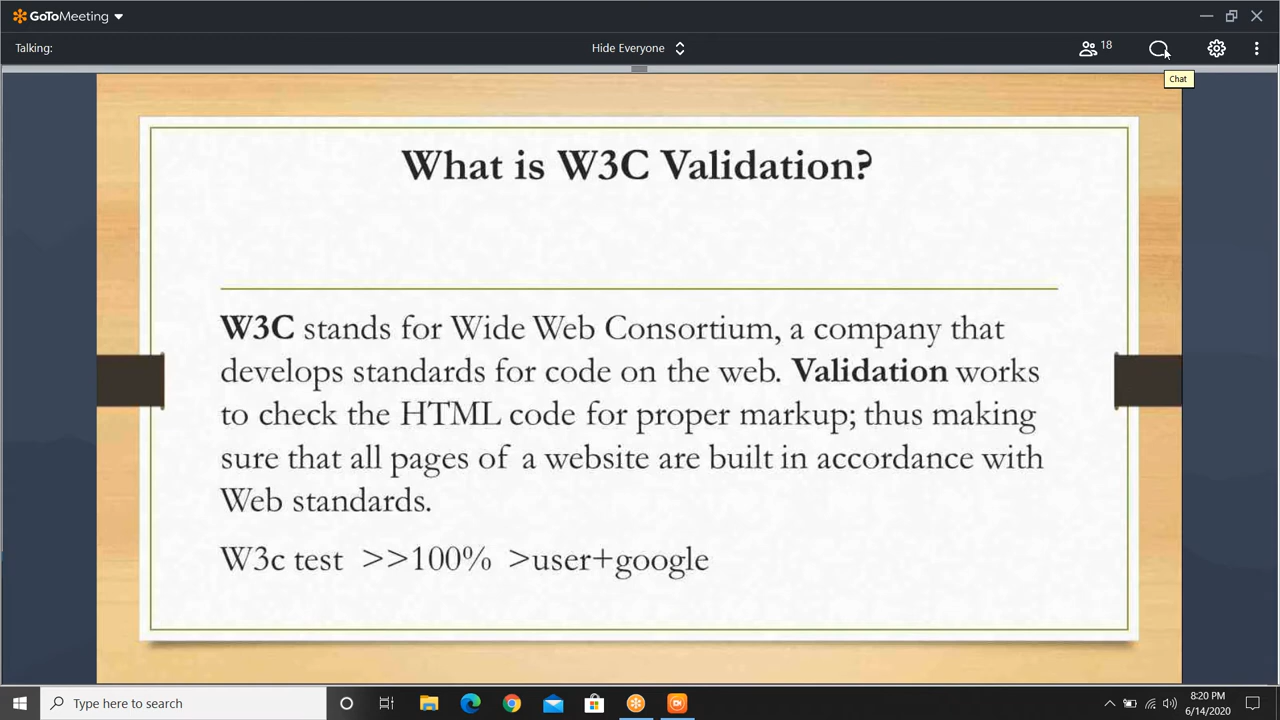 GoToMeeting
Talking:
Hide Everyone
18
Chat
What is W3C Validation?
W3C stands for Wide Web Consortium, a company that
develops standards for code on the web. Validation works
to check the HTML code for proper markup; thus making
sure that all pages of a website are built in accordance with
Web standards.
W3c test >>100% >user+google
Type here to search
8:20 PM
6/14/2020